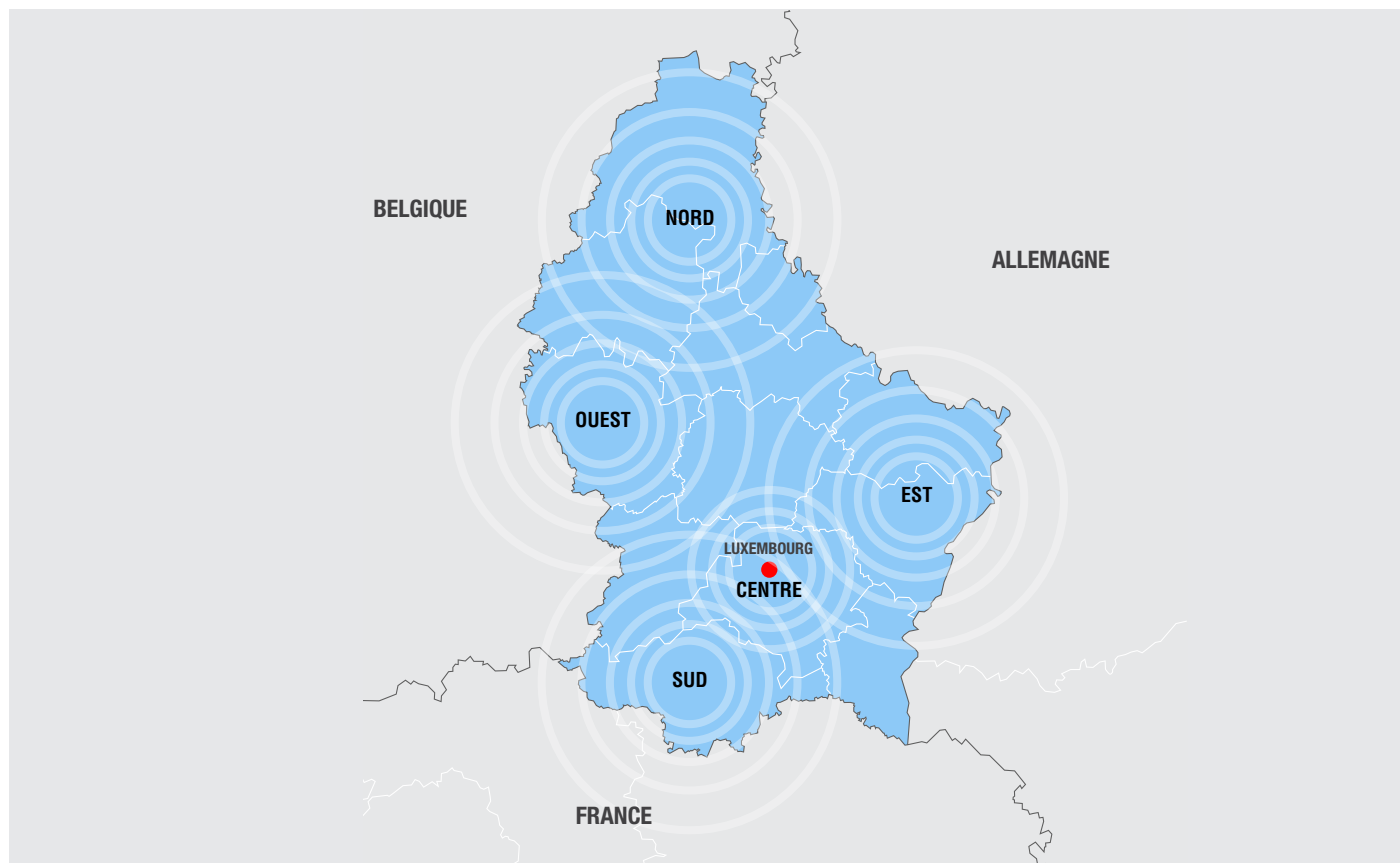 NORD
BELGIQUE
ALLEMAGNE
OUEST
EST
LUXEMBOURG
CENTRE
SUD
FRANCE